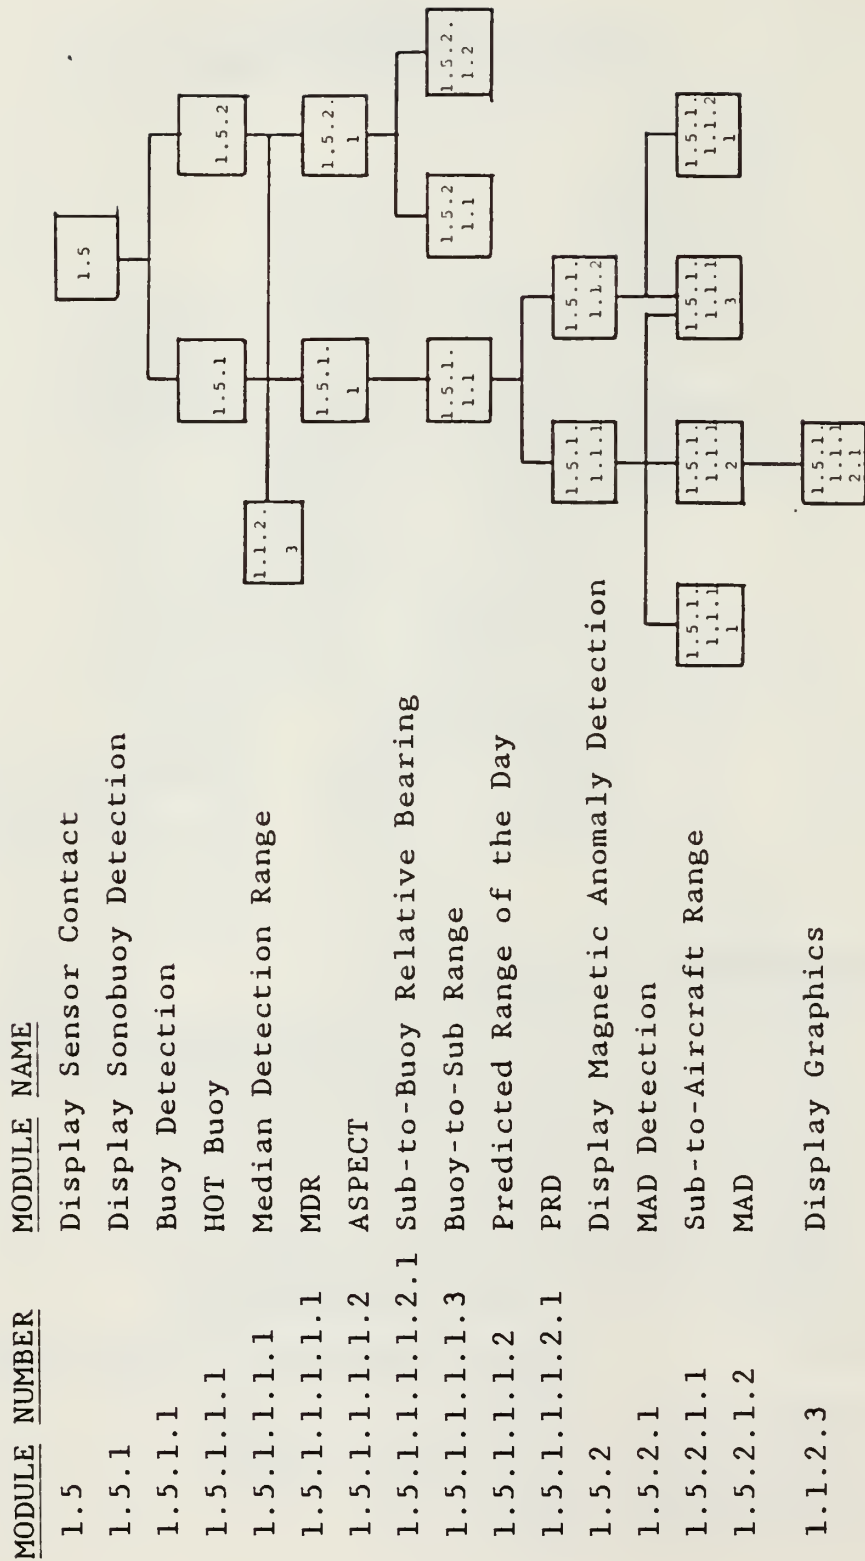 MODULE NUMBER MODULE NAME
1.5 Display Sensor Contact
1.5.1 Display Sonobuoy Detection
1.5.1.1 Buoy Detection
1.5.1.1.1 HOT Buoy
1.5.1.1.1.1 Median Detection Range
1.5.1.1.1.1.1 MDR
1.5.1.1.1.1.2 ASPECT
1.5.1.1.1.1.2.1 Sub-to-Buoy Relative Bearing
1.5.1.1.1.1.3 Buoy-to-Sub Range
1.5.1.1.1.2 Predicted Range of the Day
1.5.1.1.1.2.1 PRD
1.5.2 Display Magnetic Anomaly Detection
1.5.2.1 MAD Detection
1.5.2.1.1 Sub-to-Aircraft Range
1.5.2.1.2 MAD
1.1.2.3 Display Graphics
1.5
1.5.1
1.5.2
1.1.2.
3
1.5.1.
1
1.5.2.
1
1.5.1.
1.1
1.5.2
1.1
1.5.2.
1.2
1.5.1.
1.1.1
1.5.1.
1.1.2
1.5.1.
1.1.1
1
1.5.1.
1.1.1
2
1.5.1.
1.1.1
3
1.5.1.
1.1.2
1
1.5.1.
1.1.1
2.1